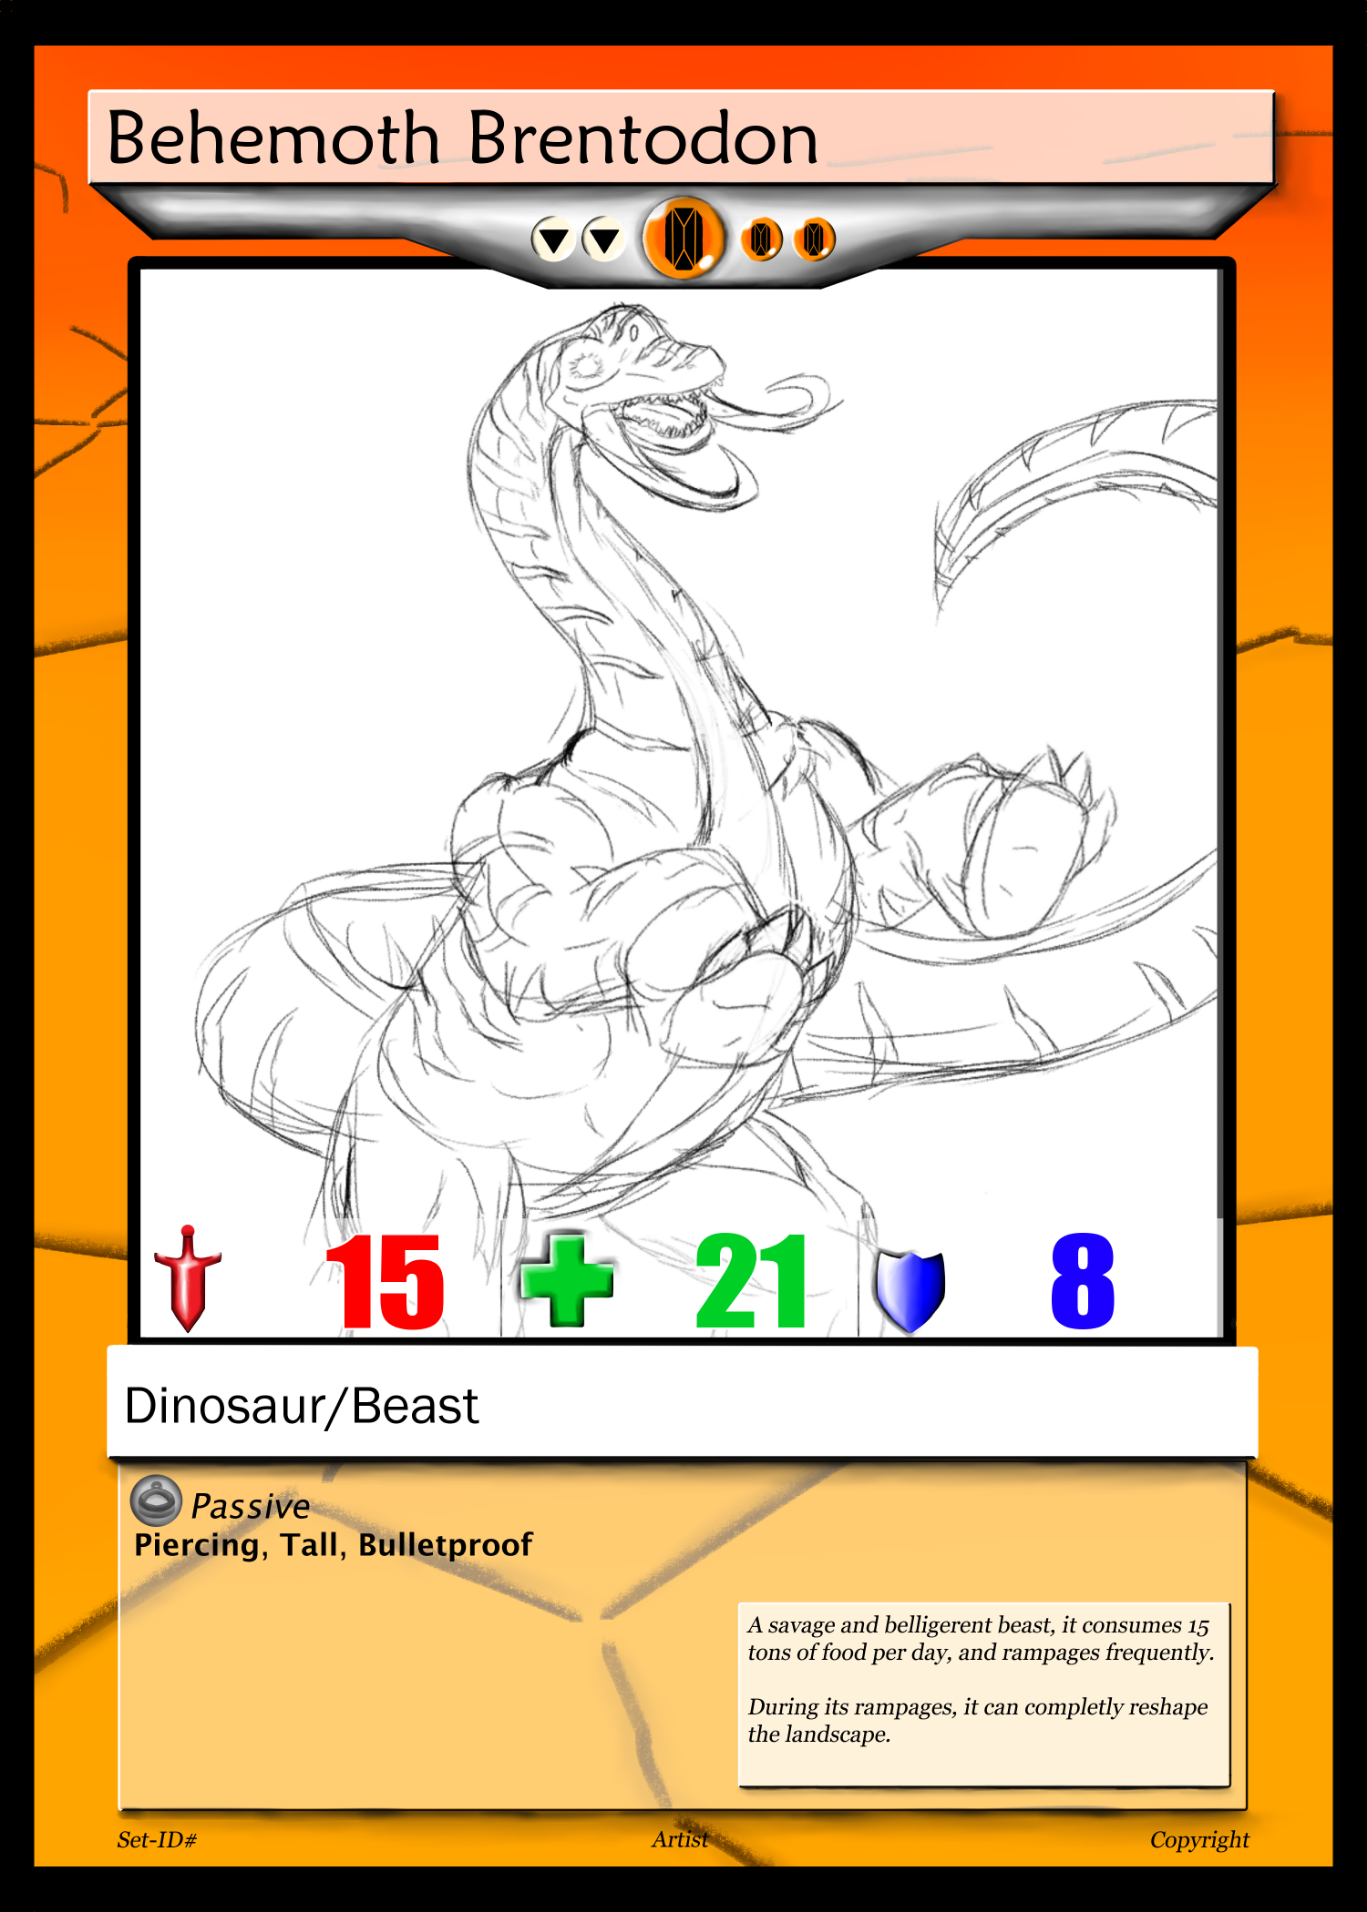 Behemoth Brentodon
15 21 8
Dinosaur/Beast
Passive
Piercing, Tall, Bulletproof
A savage and belligerent beast, it consumes 15
tons of food per day, and rampages frequently.
During its rampages, it can completly reshape
the landscape.
Set-ID# Artist Copyright